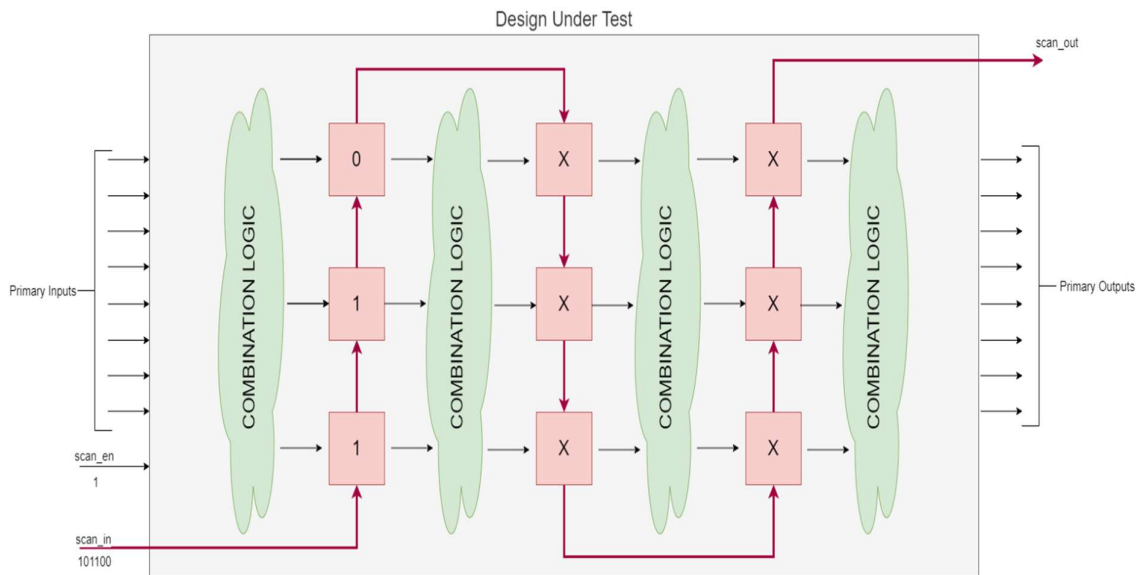 Design Under Test
scan_out
0
X
X
Primary Inputs
COMBINATION LOGIC
1
COMBINATION LOGIC
X
COMBINATION LOGIC
X
COMBINATION LOGIC
Primary Outputs
1
X
X
scan_en
1
scan_in
101100